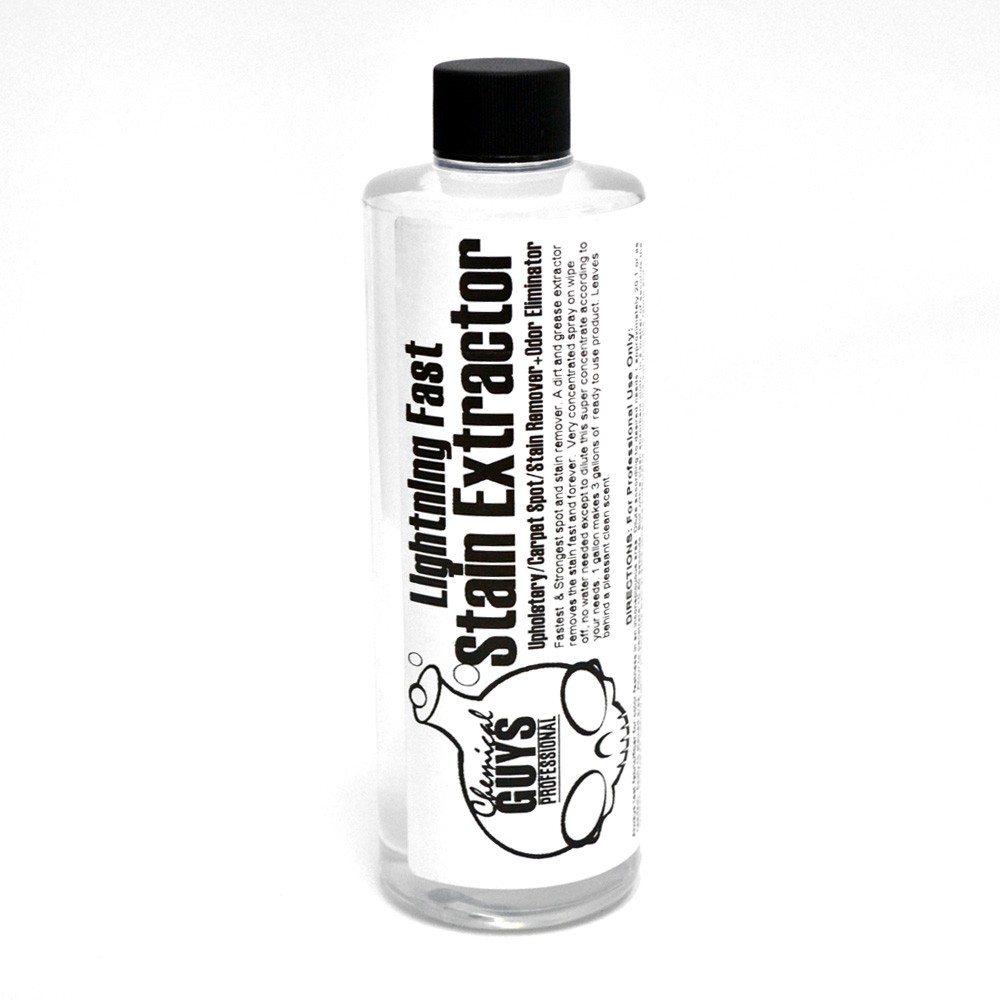 Lightning Fast
Stain Extractor
Upholstery/Carpet Spot/Stain Remover+Odor Eliminator
Fastest & Strongest spot and stain remover. A dirt and grease extractor
removes the stain fast and forever. Very concentrated spray on wipe
off, no water needed except to dilute this super concentrate according to
your needs. 1 gallon makes 3 gallons of ready to use product. Leaves
behind a pleasant clean scent.
DIRECTIONS: For Professional Use Only:
Chemical
GUYS
PROFESSIONAL